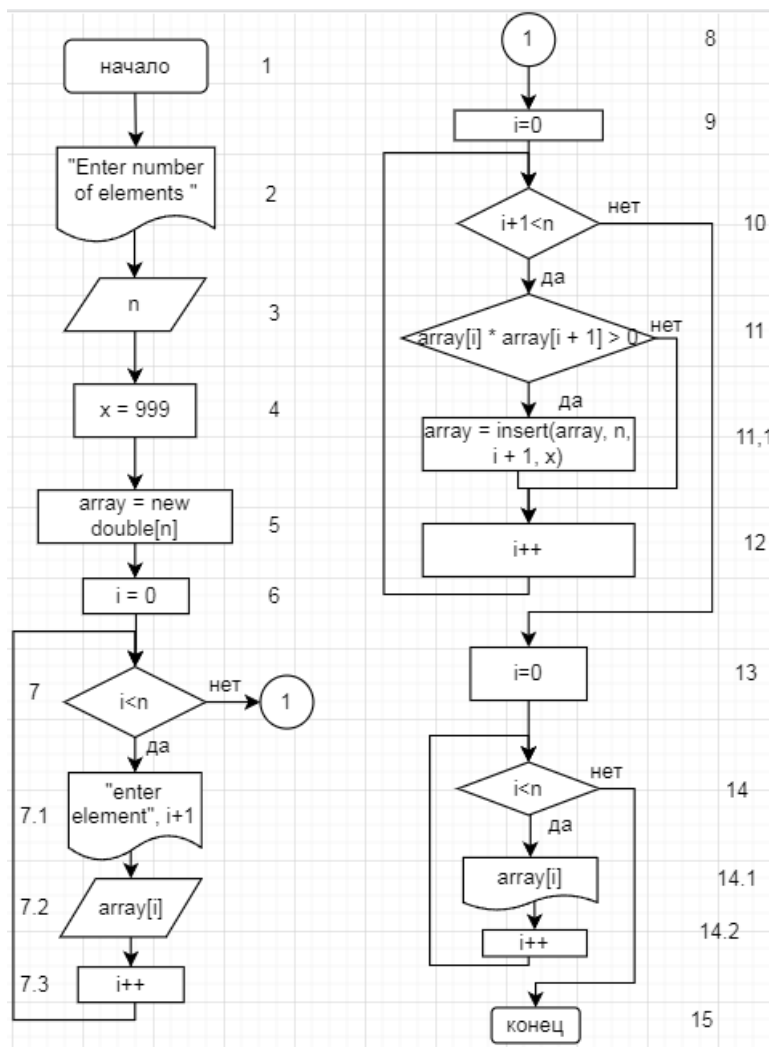 начало
1
"Enter number
of elements "
2
n
3
x = 999
4
array = new
double[n]
5
i = 0
6
7
i<n
нет
1
да
7.1
"enter
element", i+1
7.2
array[i]
7.3
i++
1
8
i=0
9
i+1<n
нет
10
да
array[i] * array[i + 1] > 0
нет
11
да
array = insert(array, n,
i + 1, x)
11,1
i++
12
i=0
13
i<n
нет
14
да
array[i]
14.1
i++
14.2
конец
15